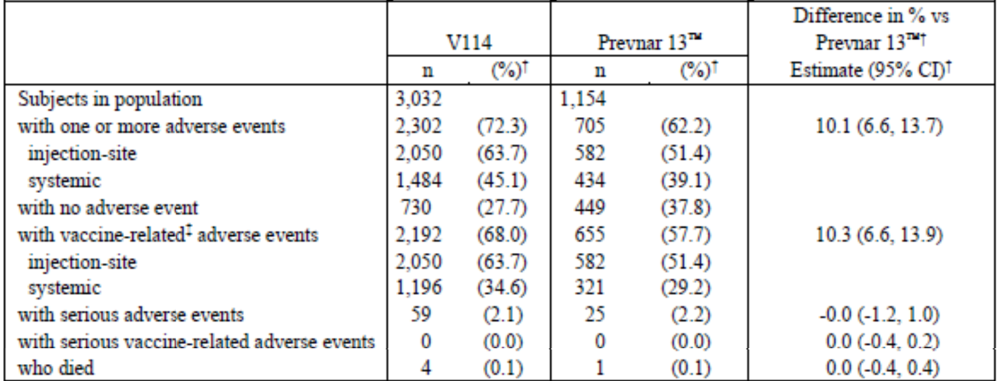 Difference in % vs
V114 Prevnar 13™ Prevnar 13™†
n (%)† n (%)† Estimate (95% CI)†
Subjects in population 3,032 1,154
with one or more adverse events 2,302 (72.3) 705 (62.2) 10.1 (6.6, 13.7)
injection-site 2,050 (63.7) 582 (51.4)
systemic 1,484 (45.1) 434 (39.1)
with no adverse event 730 (27.7) 449 (37.8)
with vaccine-related‡ adverse events 2,192 (68.0) 655 (57.7) 10.3 (6.6, 13.9)
injection-site 2,050 (63.7) 582 (51.4)
systemic 1,196 (34.6) 321 (29.2)
with serious adverse events 59 (2.1) 25 (2.2) -0.0 (-1.2, 1.0)
with serious vaccine-related adverse events 0 (0.0) 0 (0.0) 0.0 (-0.4, 0.2)
who died 4 (0.1) 1 (0.1) 0.0 (-0.4, 0.4)